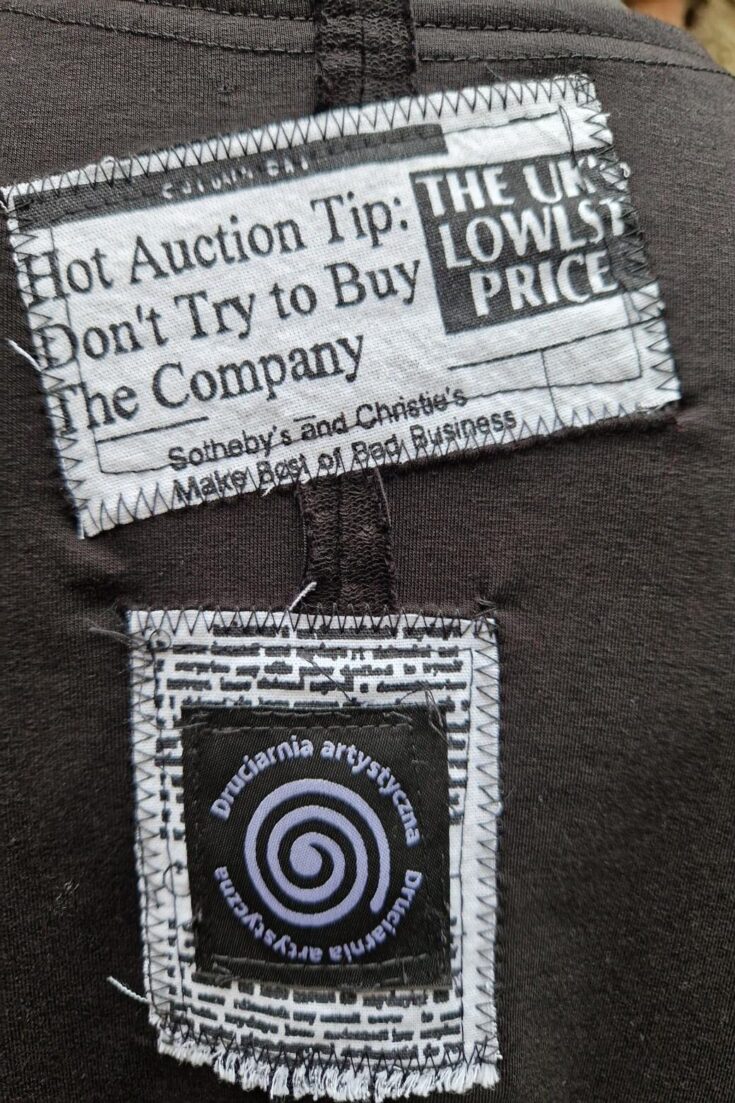 Hot Auction Tip:
Don't Try to Buy
The Company
THE UK'S
LOWLST
PRICE
Sotheby's and Christie's
Make Best of Bad Business
Druciarnia artystyczna
Druciarnia artystyczna